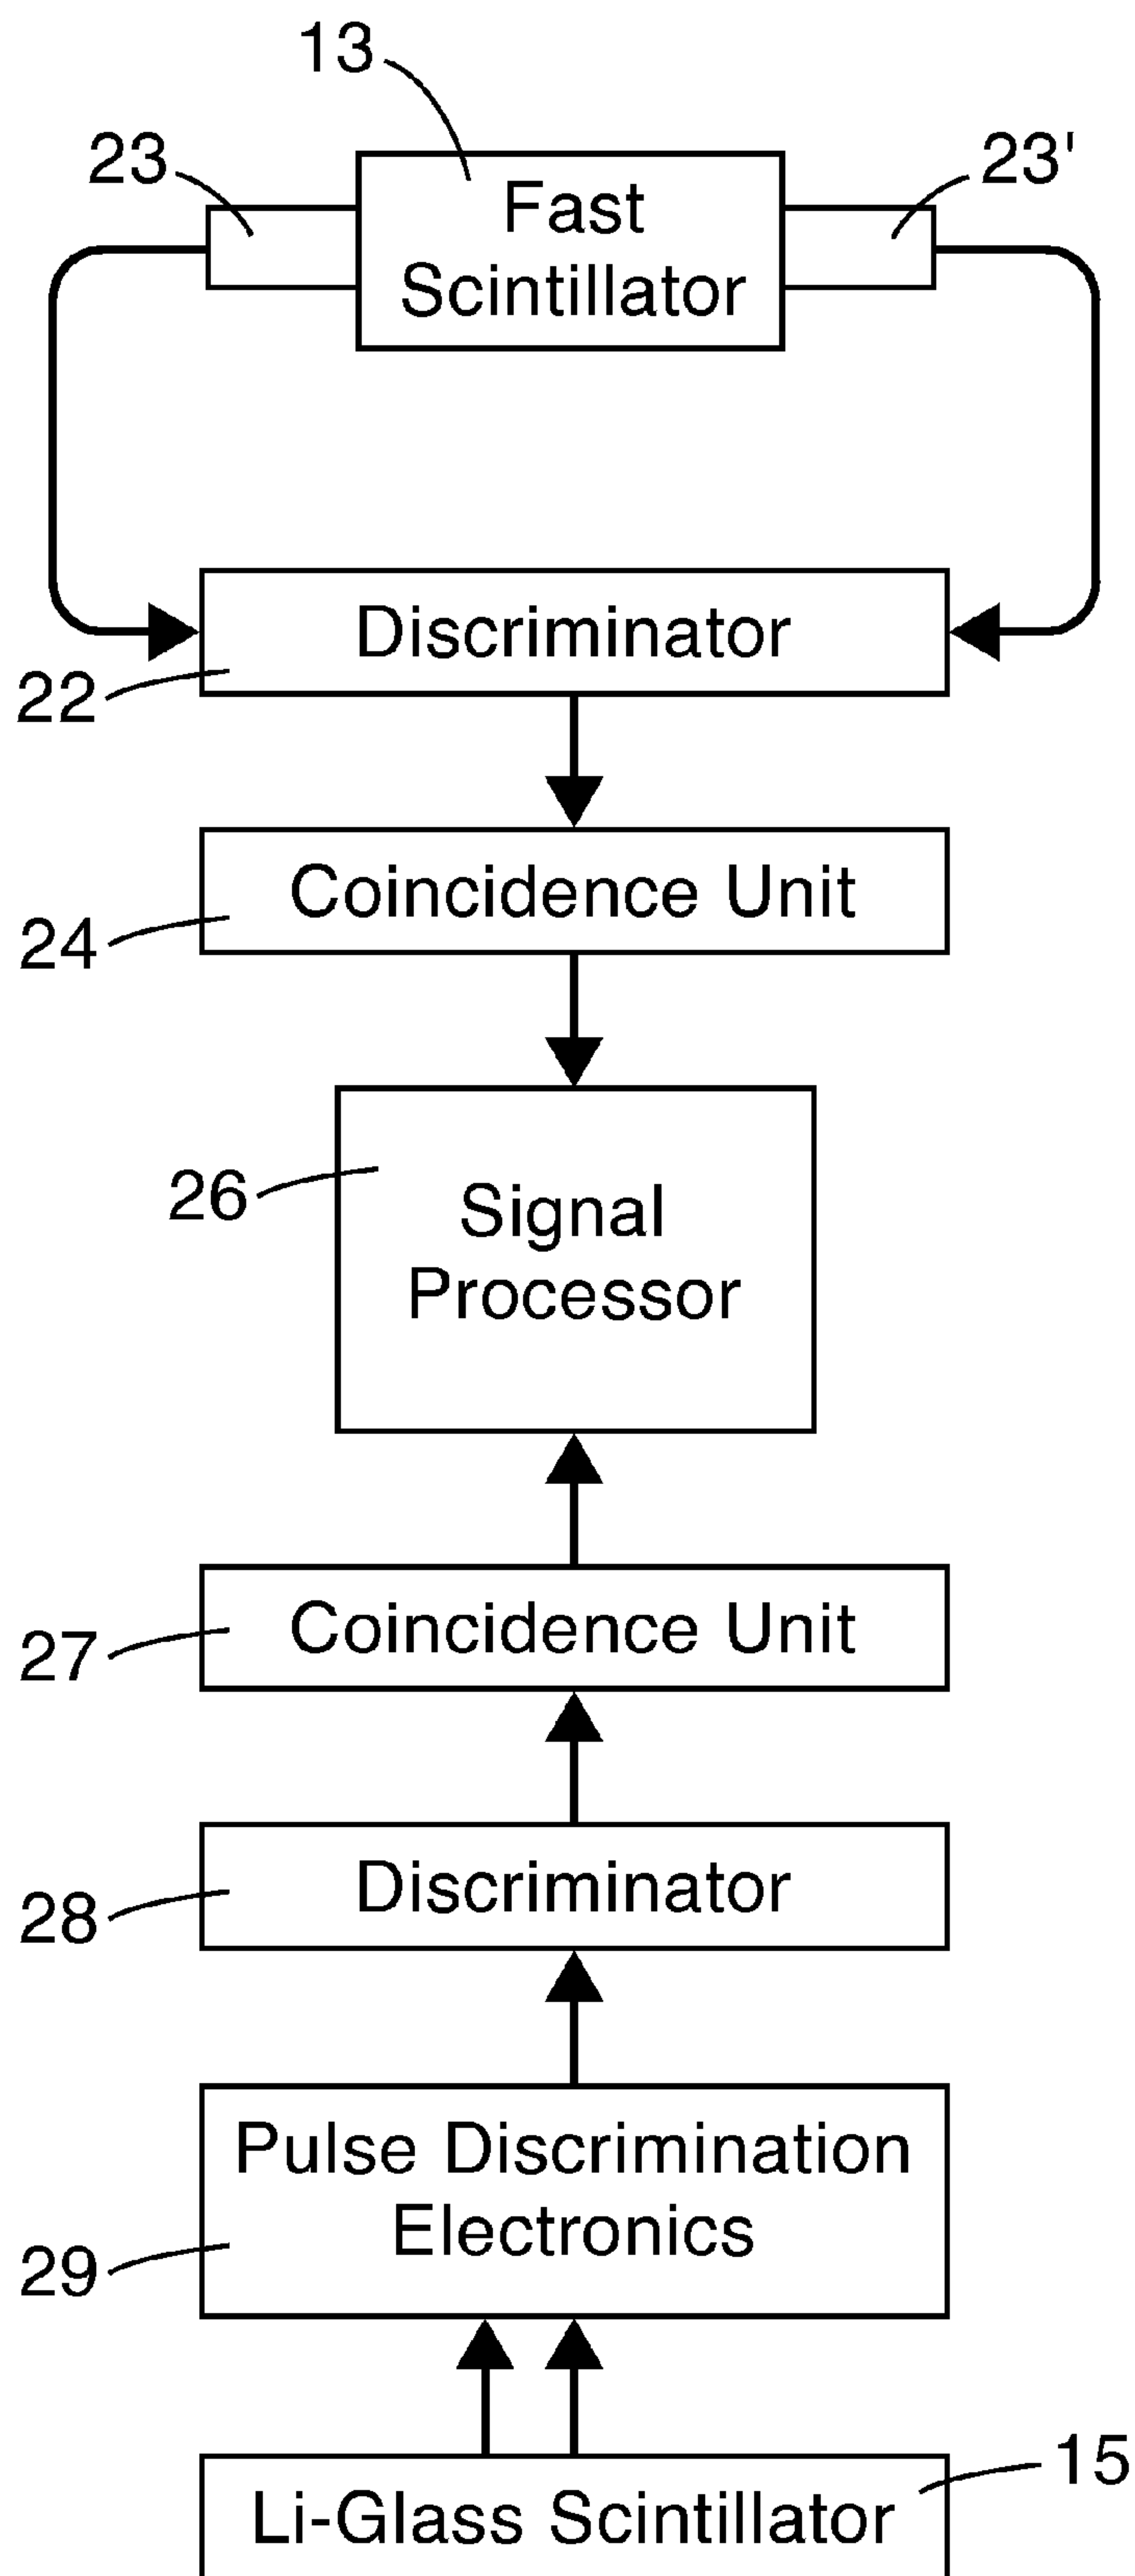 13
23
23'
Fast
Scintillator
Discriminator
22
Coincidence Unit
24
26
Signal
Processor
Coincidence Unit
27
Discriminator
28
Pulse Discrimination
Electronics
29
15
Li-Glass Scintillator